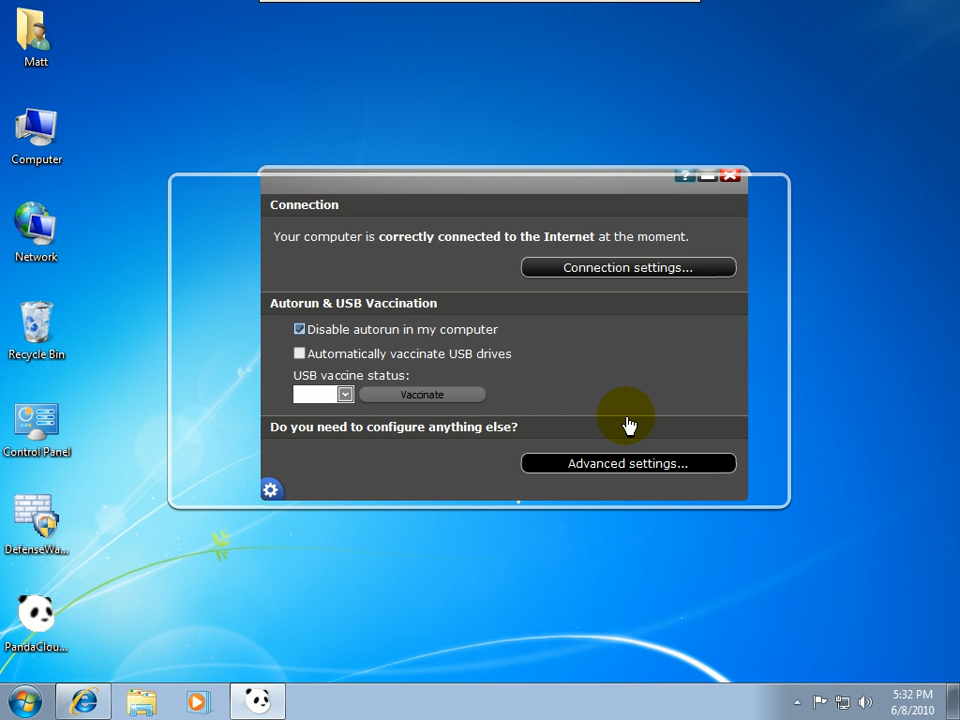 Matt
Computer
Network
Recycle Bin
Control Panel
DefenseWa...
PandaClou...
?
Connection
Your computer is correctly connected to the Internet at the moment.
Connection settings...
Autorun & USB Vaccination
Disable autorun in my computer
Automatically vaccinate USB drives
USB vaccine status:
Vaccinate
Do you need to configure anything else?
Advanced settings...
5:32 PM
6/8/2010